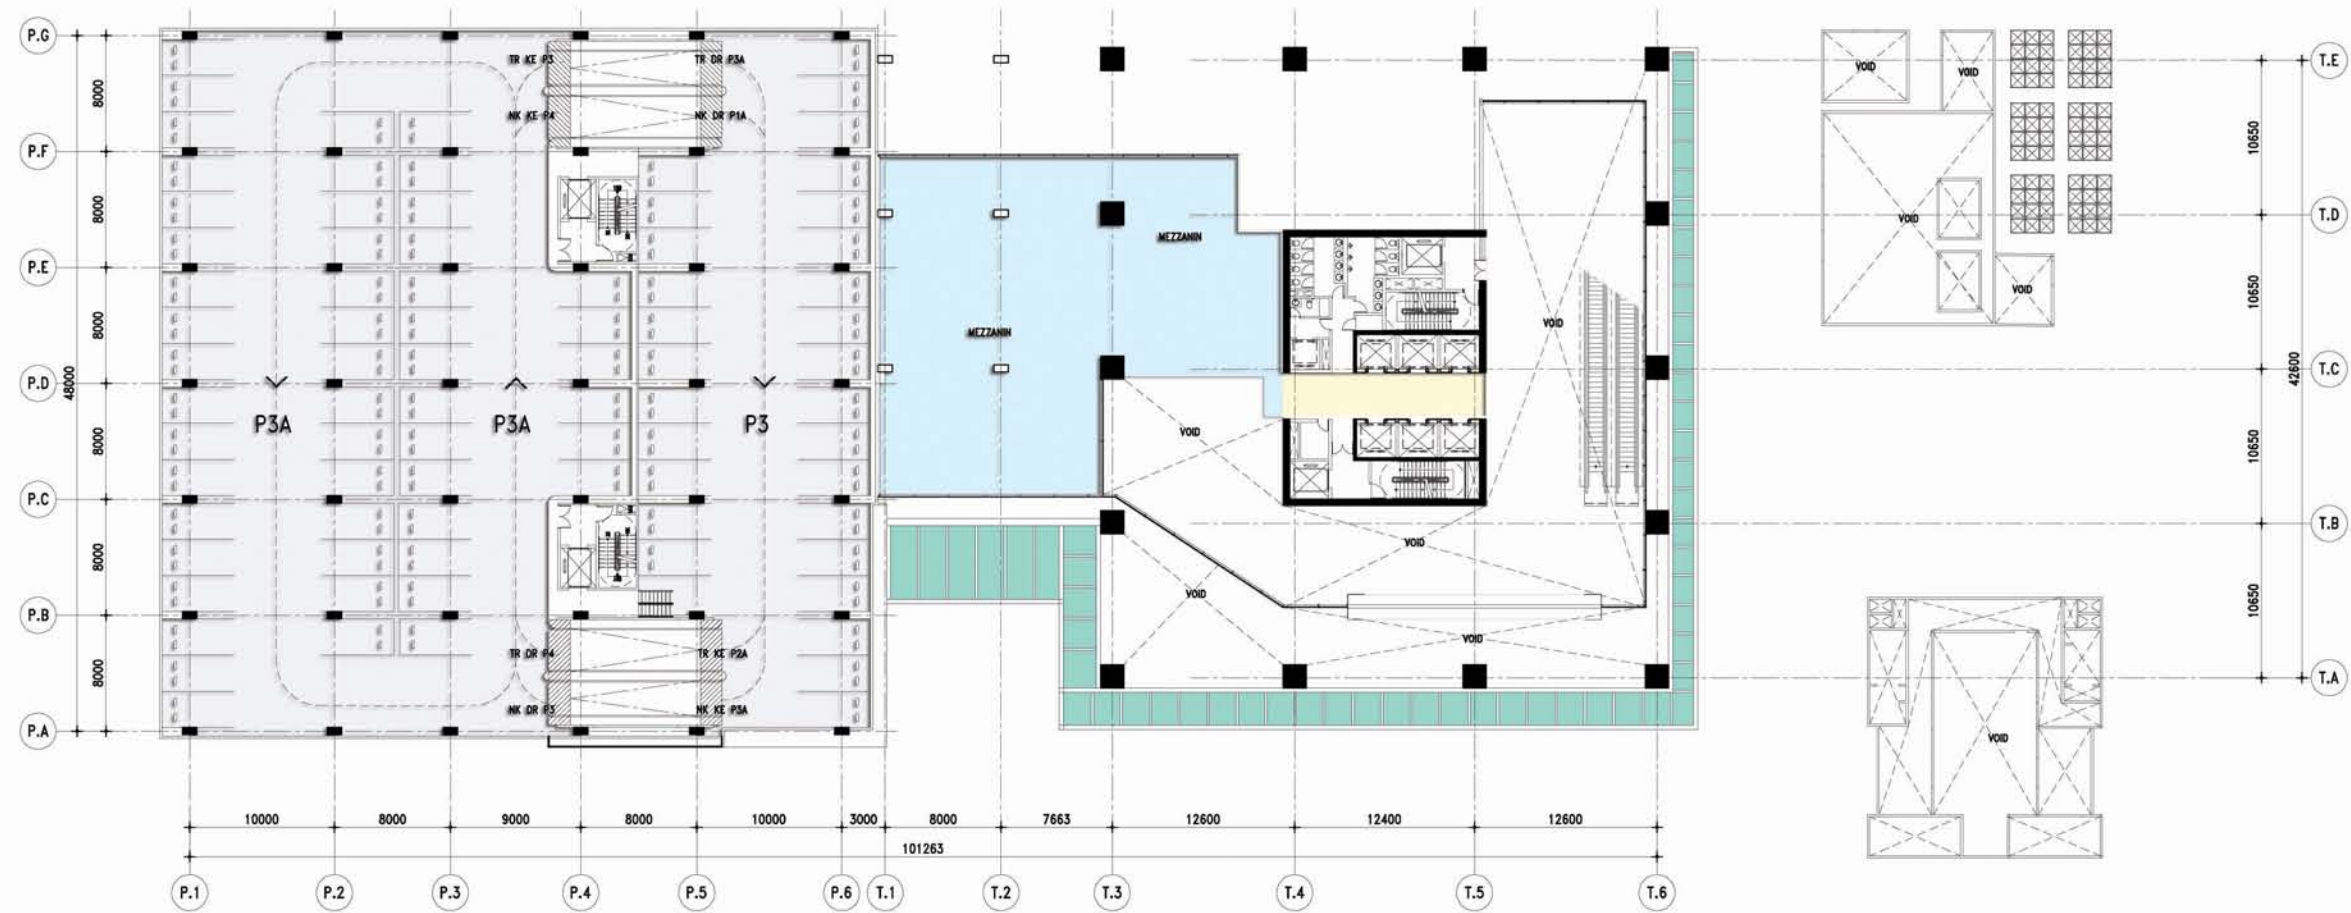 P.G
T.E
TR KE P3
TR DR P3A
VOID
VOID
8000
NK KE P4
NK DR P1A
10650
P.F
8000
VOID
T.D
MEZZANIN
P.E
VOID
10650
8000
MEZZANIN
VOID
T.C
P.D
48000
42600
P3A
P3A
P3
VOID
8000
10650
P.C
T.B
VOID
8000
VOID
10650
P.B
VOID
TR DR P4
TR KE P2A
8000
T.A
NK DR P3
NK KE P3A
P.A
VOID
10000
8000
9000
8000
10000
3000
8000
7663
12600
12400
12600
101263
P.1
P.2
P.3
P.4
P.5
P.6
T.1
T.2
T.3
T.4
T.5
T.6